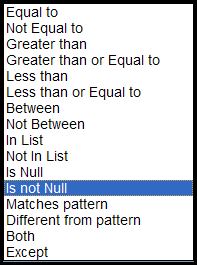 Equal to
Not Equal to
Greater than
Greater than or Equal to
Less than
Less than or Equal to
Between
Not Between
In List
Not In List
Is Null
Is not Null
Matches pattern
Different from pattern
Both
Except